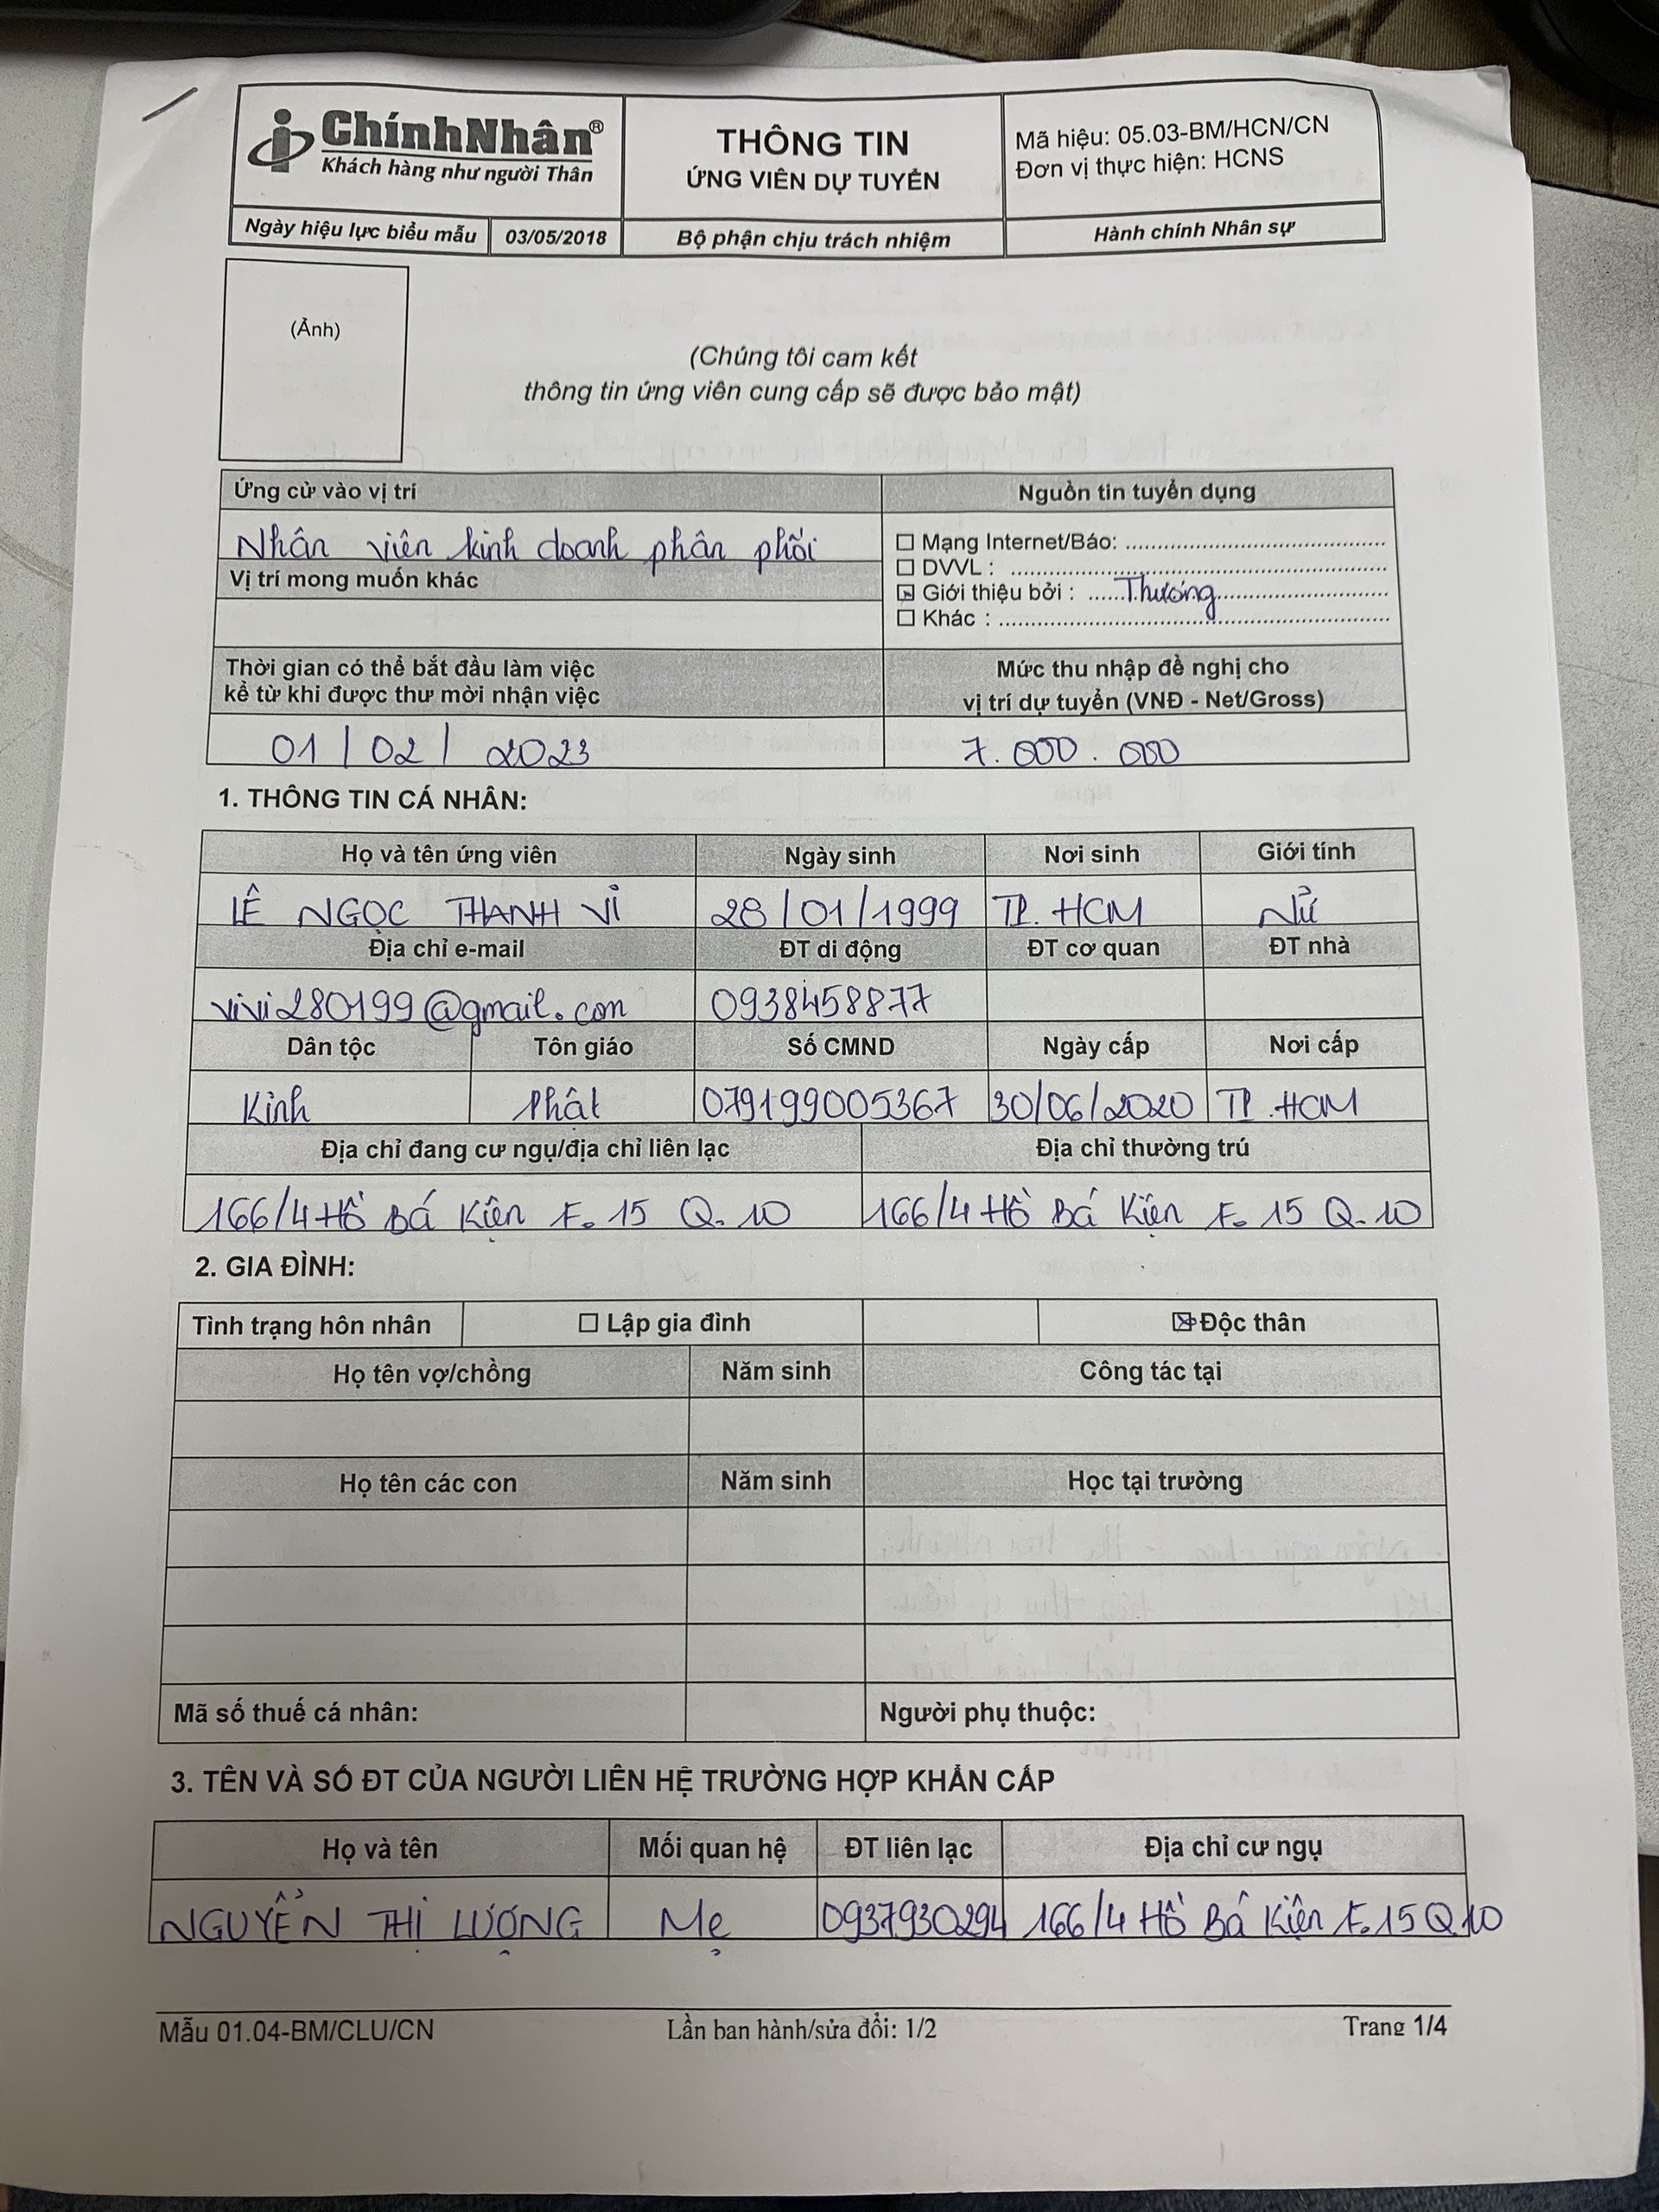 ChínhNhân®
Khách hàng như người Thân
THÔNG TIN
ỨNG VIÊN DỰ TUYỂN
Mã hiệu: 05.03-BM/HCN/CN
Đơn vị thực hiện: HCNS
Ngày hiệu lực biểu mẫu 03/05/2018 Bộ phận chịu trách nhiệm Hành chính Nhân sự
(Ảnh)
(Chúng tôi cam kết
thông tin ứng viên cung cấp sẽ được bảo mật)
Ứng cử vào vị trí Nguồn tin tuyển dụng
Nhân viên kinh doanh phân phối
☐ Mạng Internet/Báo:
☐ DVVL :
Vị trí mong muốn khác
☒ Giới thiệu bởi : Thương
☐ Khác :
Thời gian có thể bắt đầu làm việc
kể từ khi được thư mời nhận việc
Mức thu nhập đề nghị cho
vị trí dự tuyển (VNĐ - Net/Gross)
01 / 02 / 2023 7.000.000
1. THÔNG TIN CÁ NHÂN:
Họ và tên ứng viên Ngày sinh Nơi sinh Giới tính
LÊ NGỌC THANH VI 28/01/1999 TP. HCM Nữ
Địa chỉ e-mail ĐT di động ĐT cơ quan ĐT nhà
vivi280199@gmail.com 0938458877
Dân tộc Tôn giáo Số CMND Ngày cấp Nơi cấp
Kinh Phật 079199005367 30/06/2020 TP.HCM
Địa chỉ đang cư ngụ/địa chỉ liên lạc Địa chỉ thường trú
166/4 Hồ Bá Kiện F.15 Q.10 166/4 Hồ Bá Kiện F.15 Q.10
2. GIA ĐÌNH:
Tình trạng hôn nhân ☐ Lập gia đình ☒ Độc thân
Họ tên vợ/chồng Năm sinh Công tác tại
Họ tên các con Năm sinh Học tại trường
Mã số thuế cá nhân: Người phụ thuộc:
3. TÊN VÀ SỐ ĐT CỦA NGƯỜI LIÊN HỆ TRƯỜNG HỢP KHẨN CẤP
Họ và tên Mối quan hệ ĐT liên lạc Địa chỉ cư ngụ
NGUYỄN THỊ LƯỢNG Mẹ 0937930294 166/4 Hồ Bá Kiện F.15 Q.10
Mẫu 01.04-BM/CLU/CN Lần ban hành/sửa đổi: 1/2 Trang 1/4